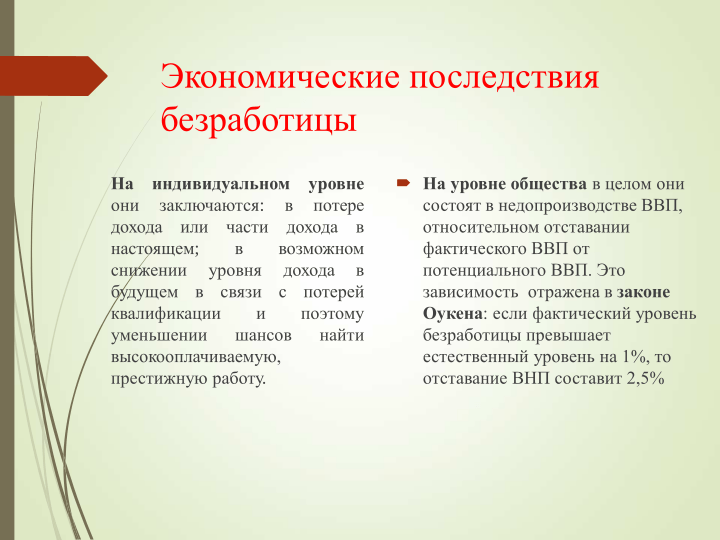 Экономические последствия
безработицы
На индивидуальном уровне
они заключаются: в потере
дохода или части дохода в
настоящем; в возможном
снижении уровня дохода в
будущем в связи с потерей
квалификации и поэтому
уменьшении шансов найти
высокооплачиваемую,
престижную работу.
На уровне общества в целом они
состоят в недопроизводстве ВВП,
относительном отставании
фактического ВВП от
потенциального ВВП. Это
зависимость отражена в законе
Оукена: если фактический уровень
безработицы превышает
естественный уровень на 1%, то
отставание ВНП составит 2,5%